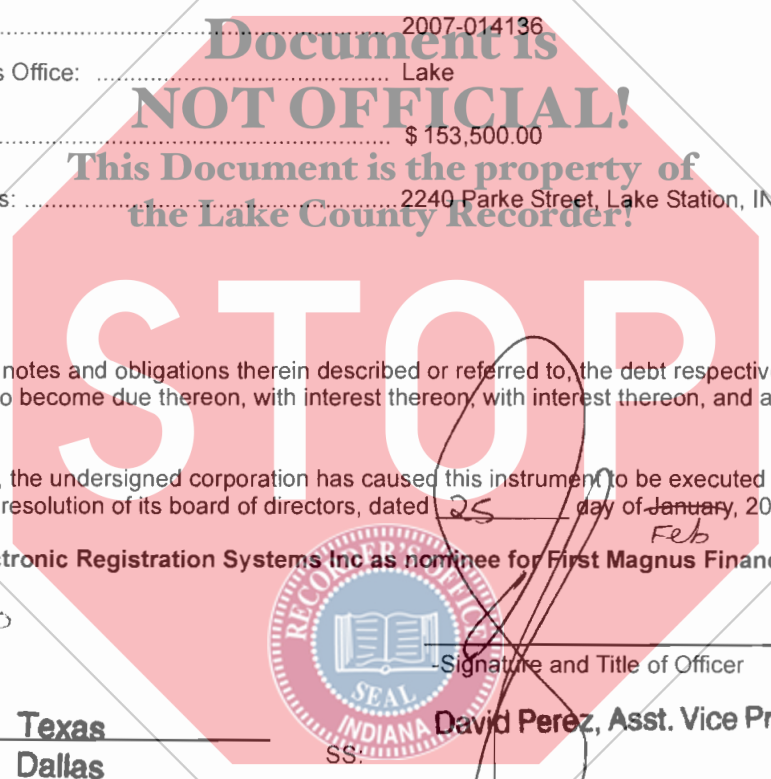 2007-014136
Document is
s Office: Lake
NOT OFFICIAL!
$ 153,500.00
This Document is the property of
s: 2240 Parke Street, Lake Station, IN
the Lake County Recorder!
STOP
notes and obligations therein described or referred to, the debt respective
o become due thereon, with interest thereon, with interest thereon, and a
, the undersigned corporation has caused this instrument to be executed
resolution of its board of directors, dated 25 day of January, 20
Feb
ctronic Registration Systems Inc as nominee for First Magnus Financ
RECORDER'S OFFICE
SEAL
INDIANA
-Signature and Title of Officer
David Perez, Asst. Vice Pr
Texas
SS:
Dallas